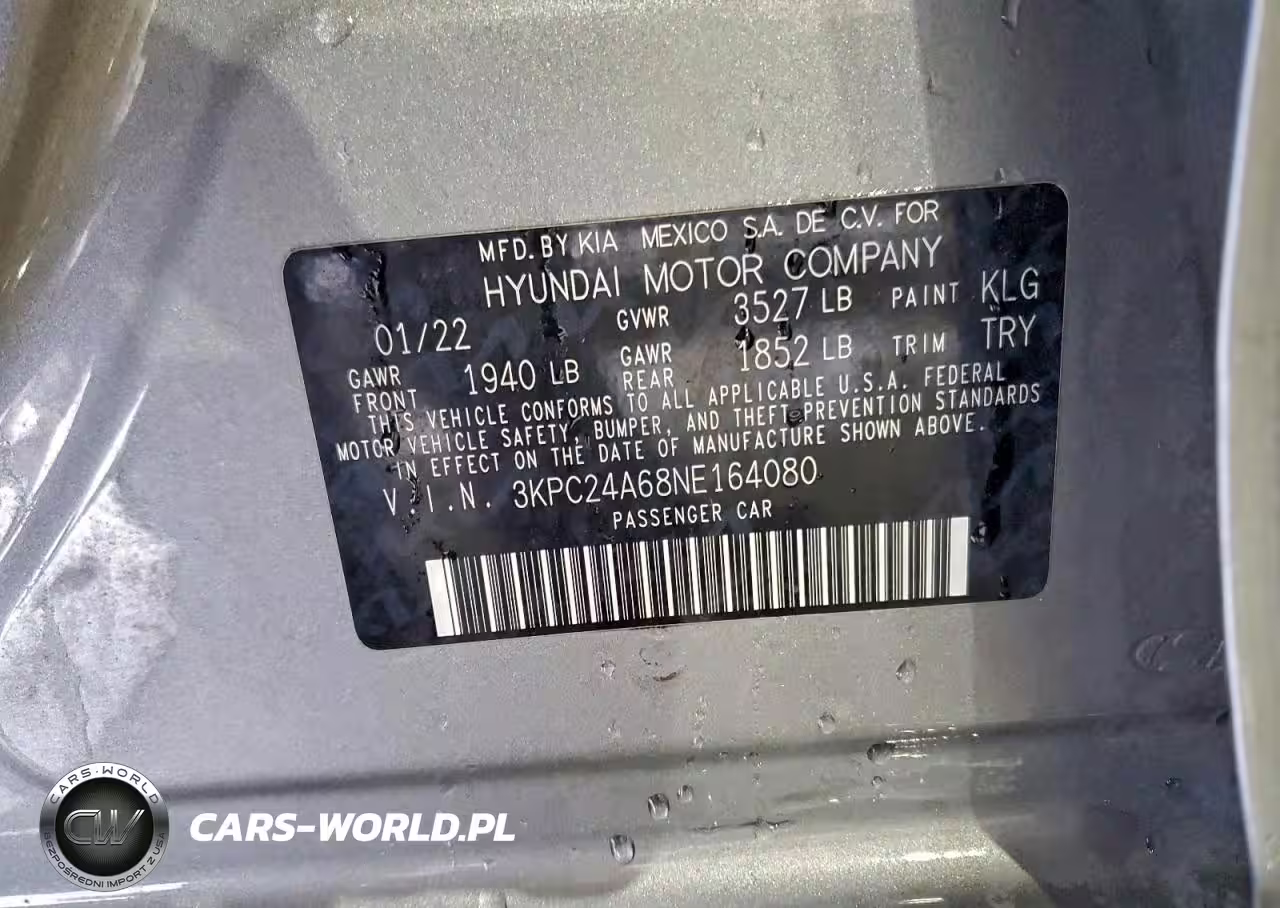 MFD. BY KIA MEXICO S.A. DE C.V. FOR
HYUNDAI MOTOR COMPANY
01/22 GVWR 3527 LB PAINT KLG
GAWR FRONT 1940 LB GAWR REAR 1852 LB TRIM TRY
THIS VEHICLE CONFORMS TO ALL APPLICABLE U.S.A. FEDERAL
MOTOR VEHICLE SAFETY, BUMPER, AND THEFT PREVENTION STANDARDS
IN EFFECT ON THE DATE OF MANUFACTURE SHOWN ABOVE.
V.I.N. 3KPC24A68NE164080
PASSENGER CAR
CARS-WORLD
CW
BEZPOŚREDNI IMPORT Z USA
CARS-WORLD.PL